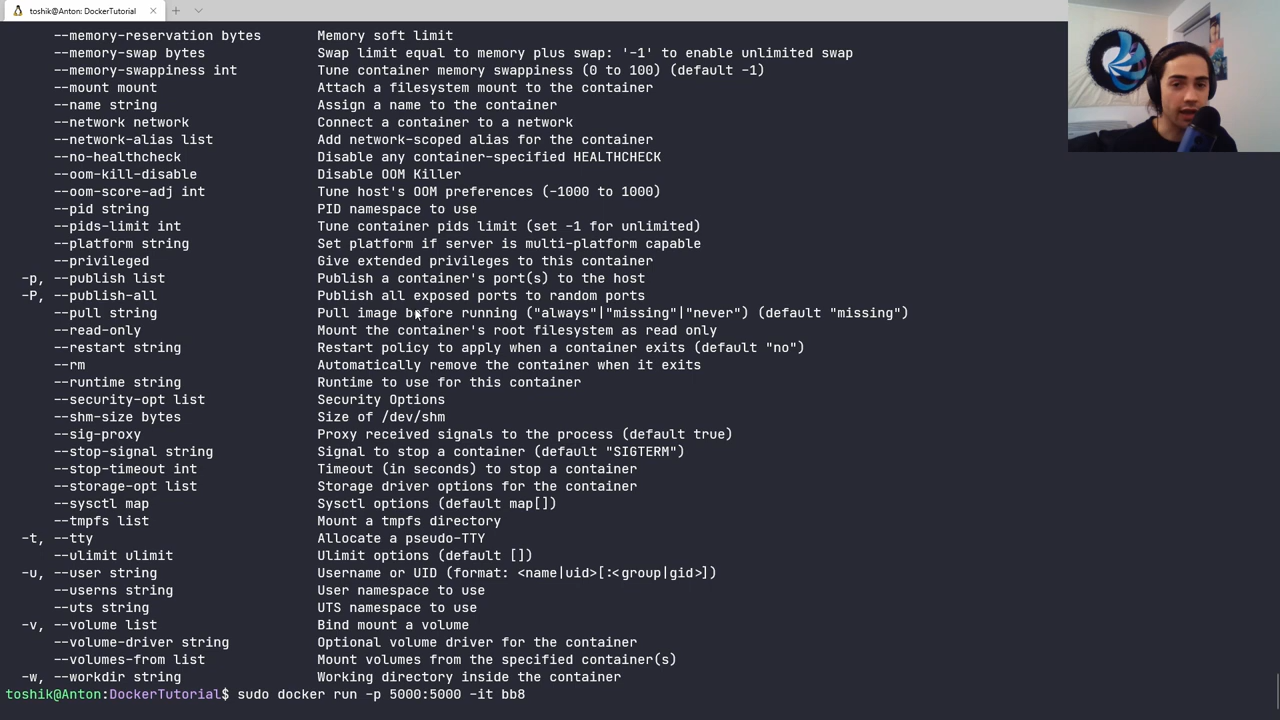 toshik@Anton: DockerTutorial
--memory-reservation bytes Memory soft limit
--memory-swap bytes Swap limit equal to memory plus swap: '-1' to enable unlimited swap
--memory-swappiness int Tune container memory swappiness (0 to 100) (default -1)
--mount mount Attach a filesystem mount to the container
--name string Assign a name to the container
--network network Connect a container to a network
--network-alias list Add network-scoped alias for the container
--no-healthcheck Disable any container-specified HEALTHCHECK
--oom-kill-disable Disable OOM Killer
--oom-score-adj int Tune host's OOM preferences (-1000 to 1000)
--pid string PID namespace to use
--pids-limit int Tune container pids limit (set -1 for unlimited)
--platform string Set platform if server is multi-platform capable
--privileged Give extended privileges to this container
-p, --publish list Publish a container's port(s) to the host
-P, --publish-all Publish all exposed ports to random ports
--pull string Pull image before running ("always"|"missing"|"never") (default "missing")
--read-only Mount the container's root filesystem as read only
--restart string Restart policy to apply when a container exits (default "no")
--rm Automatically remove the container when it exits
--runtime string Runtime to use for this container
--security-opt list Security Options
--shm-size bytes Size of /dev/shm
--sig-proxy Proxy received signals to the process (default true)
--stop-signal string Signal to stop a container (default "SIGTERM")
--stop-timeout int Timeout (in seconds) to stop a container
--storage-opt list Storage driver options for the container
--sysctl map Sysctl options (default map[])
--tmpfs list Mount a tmpfs directory
-t, --tty Allocate a pseudo-TTY
--ulimit ulimit Ulimit options (default [])
-u, --user string Username or UID (format: <name|uid>[:<group|gid>])
--userns string User namespace to use
--uts string UTS namespace to use
-v, --volume list Bind mount a volume
--volume-driver string Optional volume driver for the container
--volumes-from list Mount volumes from the specified container(s)
-w, --workdir string Working directory inside the container
toshik@Anton:DockerTutorial$ sudo docker run -p 5000:5000 -it bb8